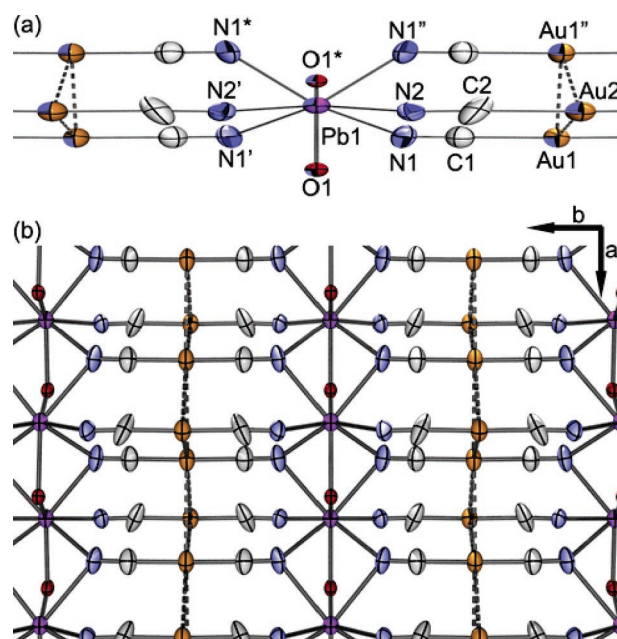 (a)
N1* N1" Au1"
O1*
N2' N2 C2 Au2
N1' Pb1 N1 C1 Au1
O1
(b)
b
a